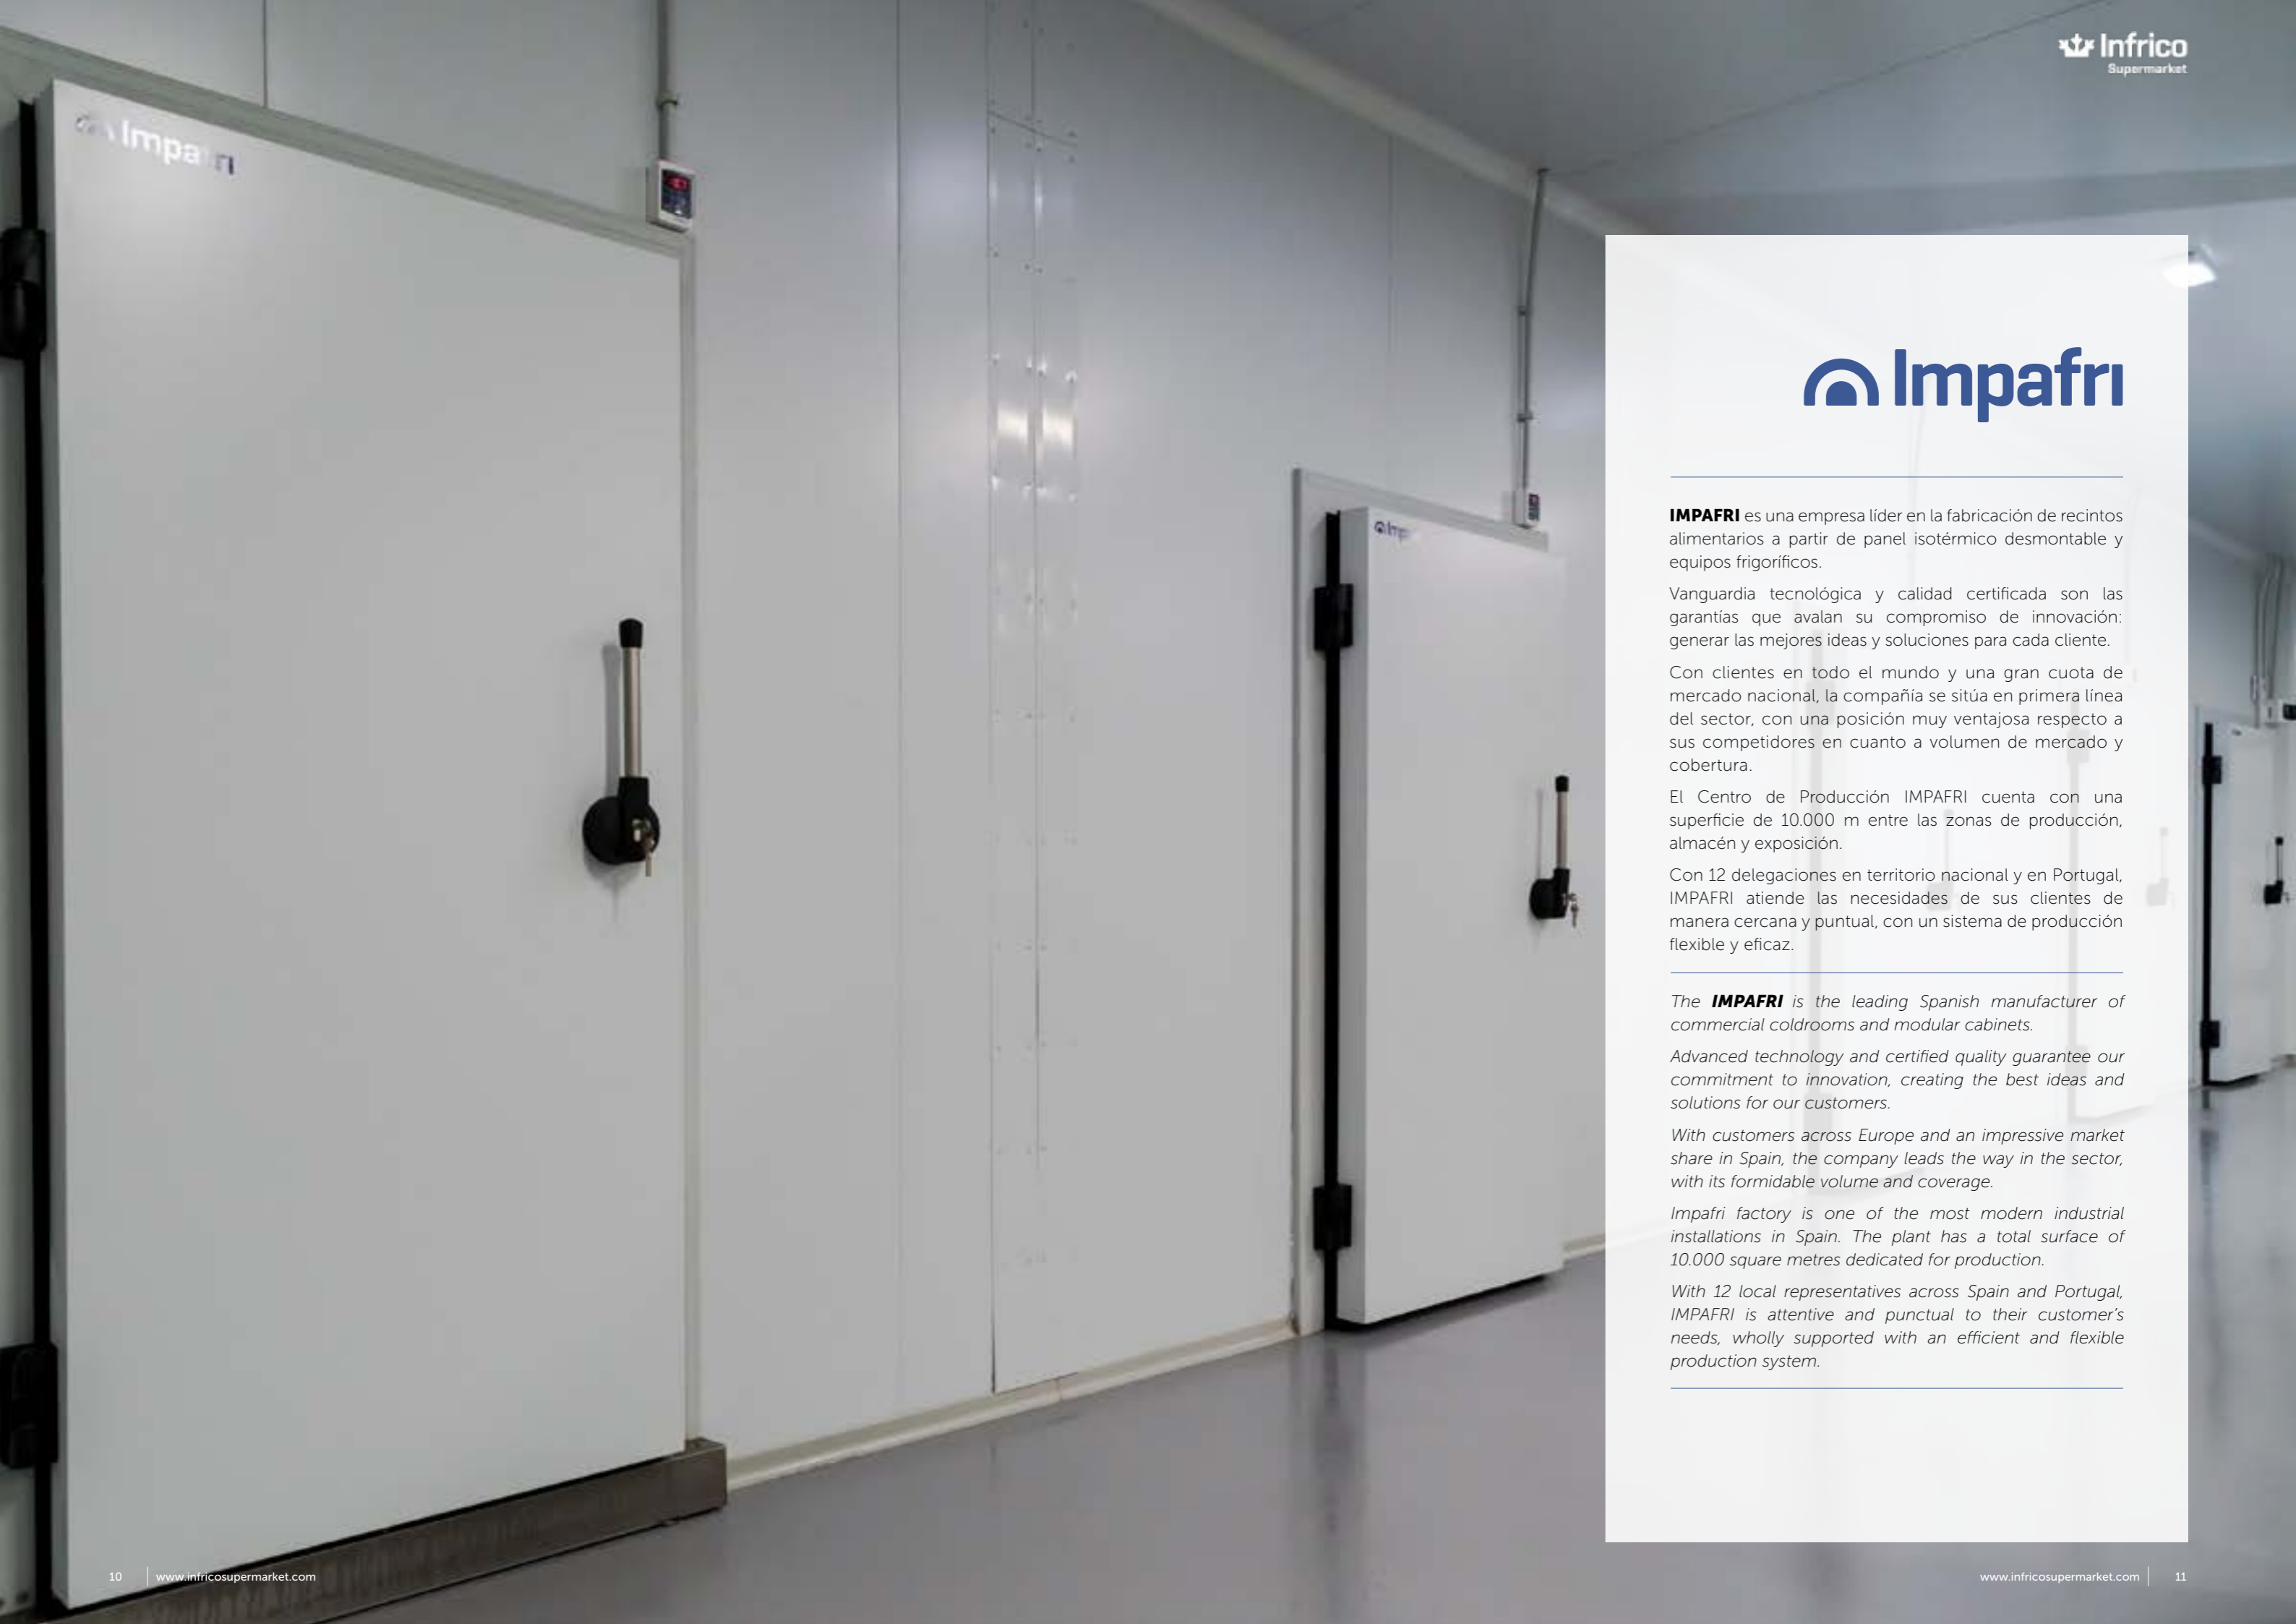 Infrico
Supermarket
Impafri
Impafri
IMPAFRI es una empresa líder en la fabricación de recintos
alimentarios a partir de panel isotérmico desmontable y
equipos frigoríficos.
Vanguardia tecnológica y calidad certificada son las
garantías que avalan su compromiso de innovación:
generar las mejores ideas y soluciones para cada cliente.
Con clientes en todo el mundo y una gran cuota de
mercado nacional, la compañía se sitúa en primera línea
del sector, con una posición muy ventajosa respecto a
sus competidores en cuanto a volumen de mercado y
cobertura.
El Centro de Producción IMPAFRI cuenta con una
superficie de 10.000 m entre las zonas de producción,
almacén y exposición.
Con 12 delegaciones en territorio nacional y en Portugal,
IMPAFRI atiende las necesidades de sus clientes de
manera cercana y puntual, con un sistema de producción
flexible y eficaz.
The IMPAFRI is the leading Spanish manufacturer of
commercial coldrooms and modular cabinets.
Advanced technology and certified quality guarantee our
commitment to innovation, creating the best ideas and
solutions for our customers.
With customers across Europe and an impressive market
share in Spain, the company leads the way in the sector,
with its formidable volume and coverage.
Impafri factory is one of the most modern industrial
installations in Spain. The plant has a total surface of
10.000 square metres dedicated for production.
With 12 local representatives across Spain and Portugal,
IMPAFRI is attentive and punctual to their customer's
needs, wholly supported with an efficient and flexible
production system.
10 www.infricosupermarket.com
www.infricosupermarket.com 11